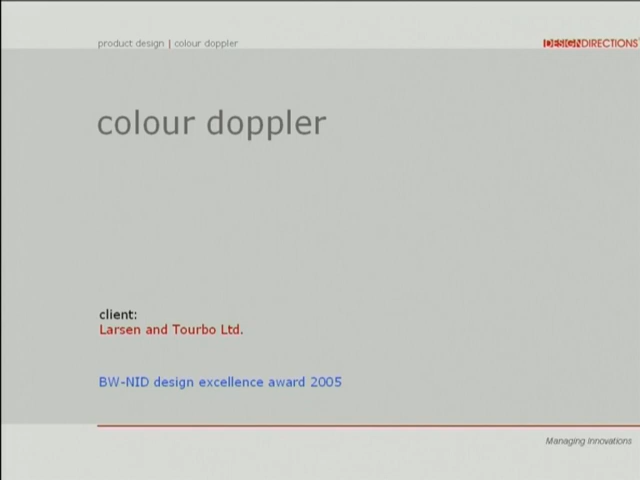 product design | colour doppler
DESIGNDIRECTIONS
colour doppler
client:
Larsen and Tourbo Ltd.
BW-NID design excellence award 2005
Managing Innovations